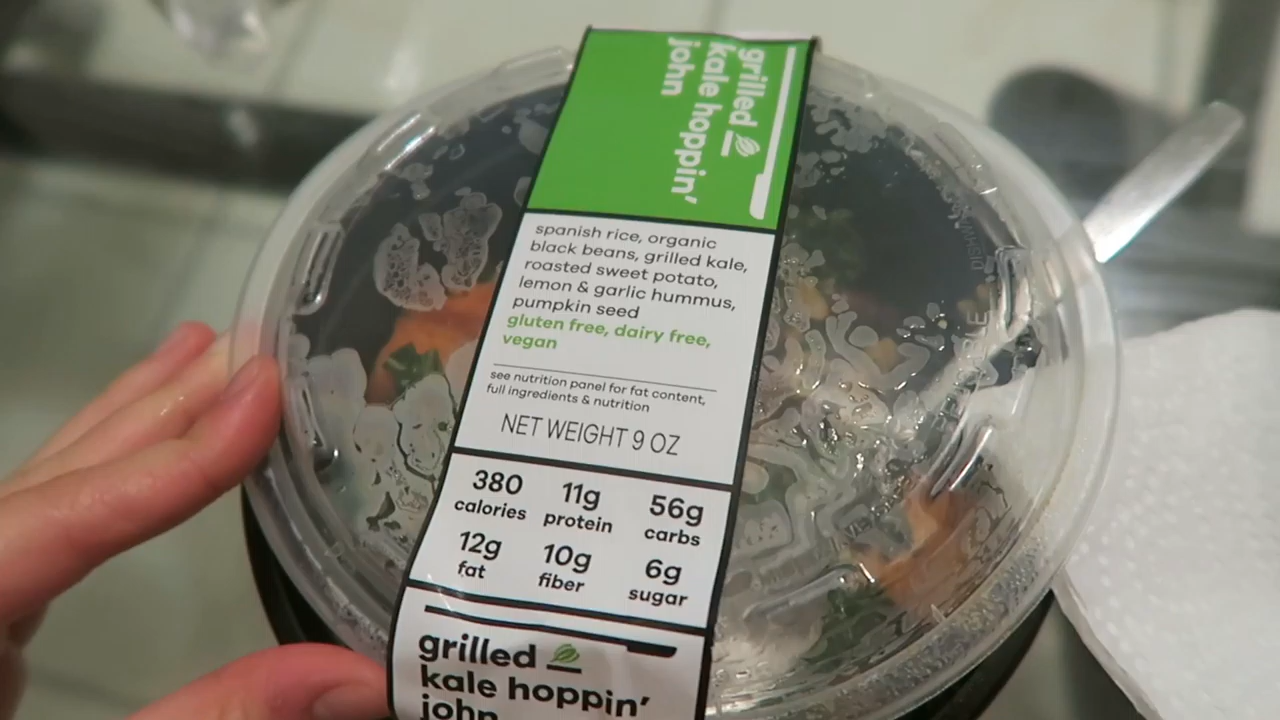 grilled
kale hoppin'
john
spanish rice, organic
black beans, grilled kale,
roasted sweet potato,
lemon & garlic hummus,
pumpkin seed
gluten free, dairy free,
vegan
see nutrition panel for fat content,
full ingredients & nutrition
NET WEIGHT 9 OZ
380 11g 56g
calories protein carbs
12g 10g 6g
fat fiber sugar
grilled
kale hoppin'
john